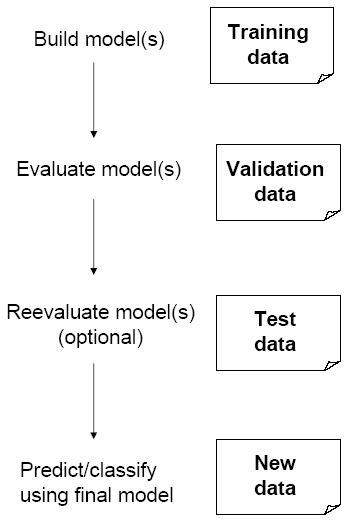 Build model(s)
Training
data
Evaluate model(s)
Validation
data
Reevaluate model(s)
(optional)
Test
data
Predict/classify
using final model
New
data